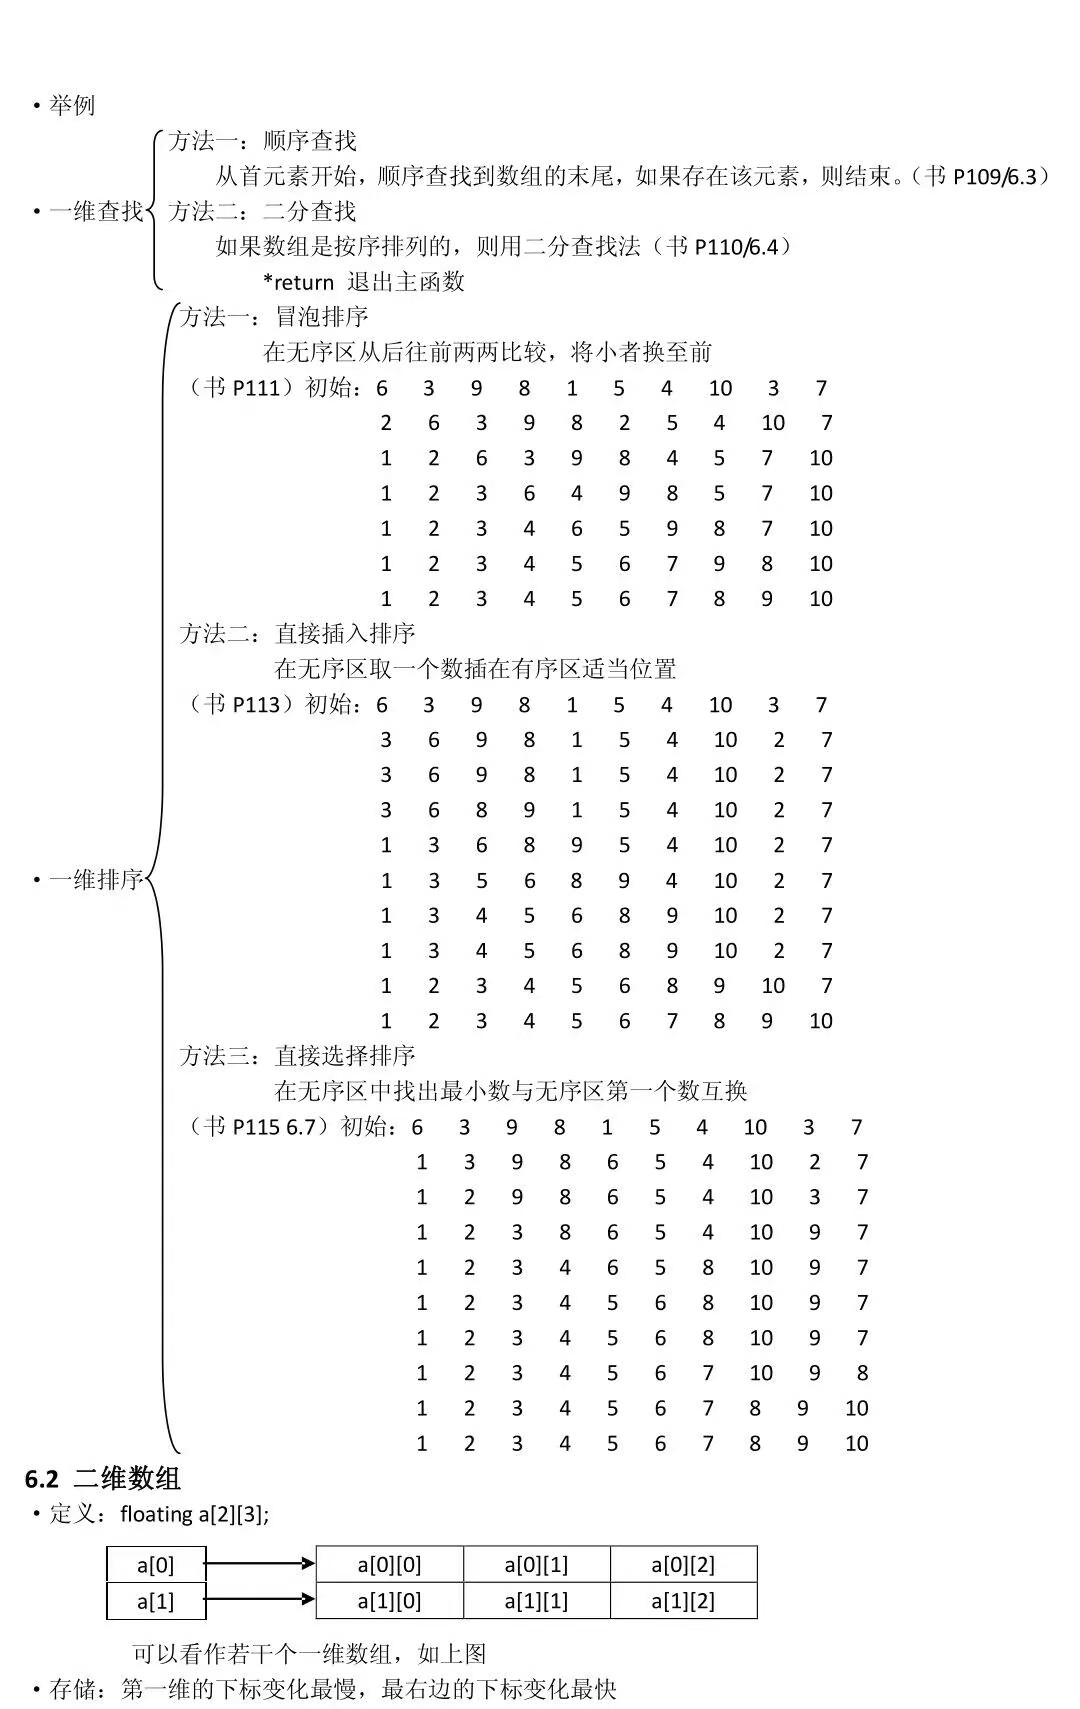 ·举例
方法一：顺序查找
从首元素开始，顺序查找到数组的末尾，如果存在该元素，则结束。（书 P109/6.3）
·一维查找 方法二：二分查找
如果数组是按序排列的，则用二分查找法（书 P110/6.4）
*return 退出主函数
方法一：冒泡排序
在无序区从后往前两两比较，将小者换至前
（书 P111）初始：6 3 9 8 1 5 4 10 3 7
2 6 3 9 8 2 5 4 10 7
1 2 6 3 9 8 4 5 7 10
1 2 3 6 4 9 8 5 7 10
1 2 3 4 6 5 9 8 7 10
1 2 3 4 5 6 7 9 8 10
1 2 3 4 5 6 7 8 9 10
方法二：直接插入排序
在无序区取一个数插在有序区适当位置
（书 P113）初始：6 3 9 8 1 5 4 10 3 7
3 6 9 8 1 5 4 10 2 7
3 6 9 8 1 5 4 10 2 7
3 6 8 9 1 5 4 10 2 7
1 3 6 8 9 5 4 10 2 7
·一维排序 1 3 5 6 8 9 4 10 2 7
1 3 4 5 6 8 9 10 2 7
1 3 4 5 6 8 9 10 2 7
1 2 3 4 5 6 8 9 10 7
1 2 3 4 5 6 7 8 9 10
方法三：直接选择排序
在无序区中找出最小数与无序区第一个数互换
（书 P115 6.7）初始：6 3 9 8 1 5 4 10 3 7
1 3 9 8 6 5 4 10 2 7
1 2 9 8 6 5 4 10 3 7
1 2 3 8 6 5 4 10 9 7
1 2 3 4 6 5 8 10 9 7
1 2 3 4 5 6 8 10 9 7
1 2 3 4 5 6 8 10 9 7
1 2 3 4 5 6 7 10 9 8
1 2 3 4 5 6 7 8 9 10
1 2 3 4 5 6 7 8 9 10
6.2 二维数组
·定义：floating a[2][3];
a[0] a[0][0] a[0][1] a[0][2]
a[1] a[1][0] a[1][1] a[1][2]
可以看作若干个一维数组，如上图
·存储：第一维的下标变化最慢，最右边的下标变化最快